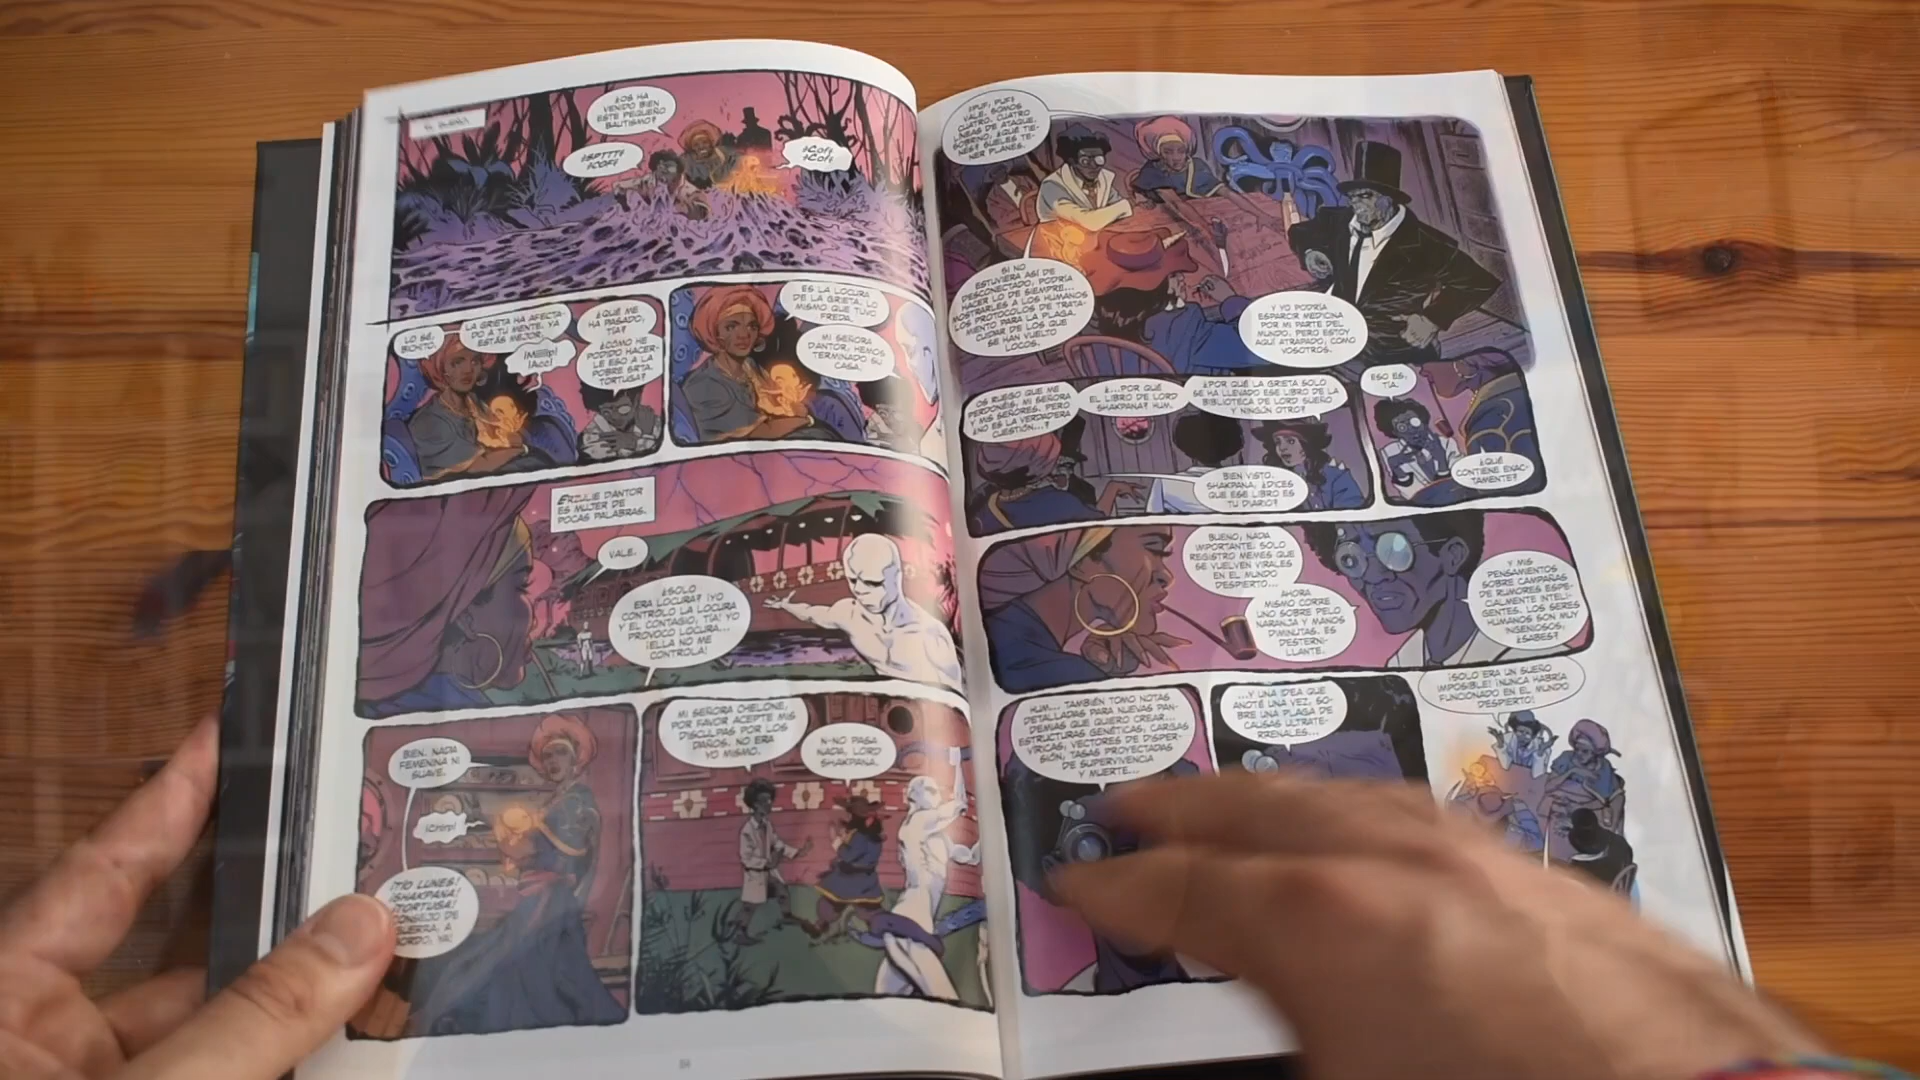 EL SUEÑO.
¿OS HA
VENIDO BIEN
ESTE PEQUEÑO
BAUTISMO?
¡SPTTT!
¡COF!
¡COF!
¡COF!
LO SÉ,
BICHITO.
LA GRIETA HA AFECTA-
DO A TU MENTE. YA
ESTÁS MEJOR.
¿QUÉ ME
HA PASADO,
TÍA?
¿CÓMO HE
PODIDO HACER-
LE ESO A LA
POBRE SRTA.
TORTUGA?
ES LA LOCURA
DE LA GRIETA. LO
MISMO QUE TUVO
FREDA.
MI SEÑORA
DANTOR, HEMOS
TERMINADO SU
CASA.
ERZULIE DANTOR
ES MUJER DE
POCAS PALABRAS.
VALE.
¿SOLO
ERA LOCURA? ¡YO
CONTROLO LA LOCURA
Y EL CONTAGIO, TÍA! YO
PROVOCO LOCURA...
¡ELLA NO ME
CONTROLA!
BIEN. NADA
FEMENINA NI
SUAVE.
¡Chirp!
¡TÍO LUNES!
¡SHAKPANA!
¡TORTUGA!
CONSEJO DE
GUERRA, A
BORDO, ¡YA!
MI SEÑORA CHELONE,
POR FAVOR ACEPTE MIS
DISCULPAS POR LOS
DAÑOS. NO ERA
YO MISMO.
N-NO PASA
NADA, LORD
SHAKPANA.
¡PUF, PUF!
VALE. SOMOS
CUATRO. CUATRO
LÍNEAS DE ATAQUE.
SOBRINO, ¿QUÉ TIE-
NES? SUELES TE-
NER PLANES.
SI NO
ESTUVIERA ASÍ DE
DESCONECTADO, PODRÍA
HACER LO DE SIEMPRE...
MOSTRARLES A LOS HUMANOS
LOS PROTOCOLOS DE TRATA-
MIENTO PARA LA PLAGA,
CUIDAR DE LOS QUE
SE HAN VUELTO
LOCOS.
Y YO PODRÍA
ESPARCIR MEDICINA
POR MI PARTE DEL
MUNDO. PERO ESTOY
AQUÍ ATRAPADO, COMO
VOSOTROS.
OS RUEGO QUE ME
PERDONÉIS, MI SEÑORA
Y MIS SEÑORES, PERO
¿NO ES LA VERDADERA
CUESTIÓN...?
¿...POR QUÉ
EL LIBRO DE LORD
SHAKPANA? HUM.
¿POR QUÉ LA GRIETA SOLO
SE HA LLEVADO ESE LIBRO DE LA
BIBLIOTECA DE LORD SUEÑO
Y NINGÚN OTRO?
BIEN VISTO.
SHAKPANA, ¿DICES
QUE ESE LIBRO ES
TU DIARIO?
ESO ES,
TÍA.
¿QUÉ
CONTIENE EXAC-
TAMENTE?
BUENO, NADA
IMPORTANTE. SOLO
REGISTRO MEMES QUE
SE VUELVEN VIRALES
EN EL MUNDO
DESPIERTO...
AHORA
MISMO CORRE
UNO SOBRE PELO
NARANJA Y MANOS
DIMINUTAS. ES
DESTERNI-
LLANTE.
Y MIS
PENSAMIENTOS
SOBRE CAMPAÑAS
DE RUMORES ESPE-
CIALMENTE INTELI-
GENTES. LOS SERES
HUMANOS SON MUY
INGENIOSOS,
¿SABES?
HUM... TAMBIÉN TOMO NOTAS
DETALLADAS PARA NUEVAS PAN-
DEMIAS QUE QUIERO CREAR...
ESTRUCTURAS GENÉTICAS, CARGAS
VÍRICAS, VECTORES DE DISPER-
SIÓN, TASAS PROYECTADAS
DE SUPERVIVENCIA
Y MUERTE...
...Y UNA IDEA QUE
ANOTÉ UNA VEZ, SO-
BRE UNA PLAGA DE
CAUSAS ULTRATE-
RRENALES...
¡SOLO ERA UN SUEÑO
IMPOSIBLE! ¡NUNCA HABRÍA
FUNCIONADO EN EL MUNDO
DESPIERTO!